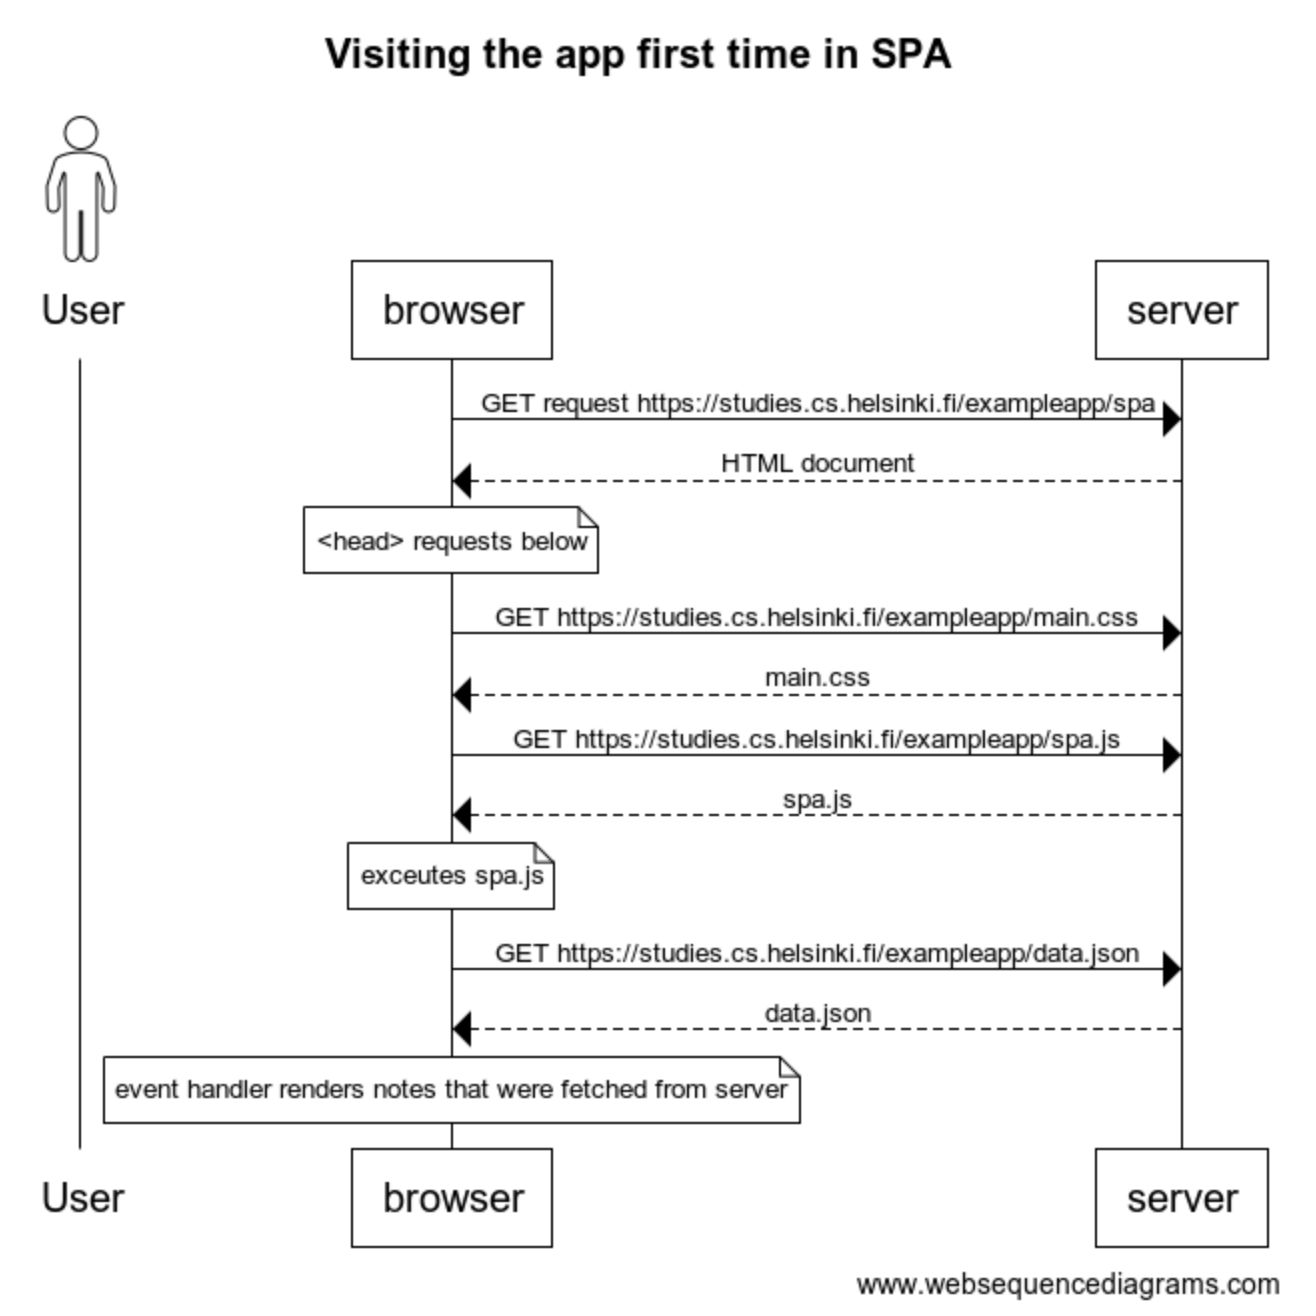 Visiting the app first time in SPA
User
browser
server
GET request https://studies.cs.helsinki.fi/exampleapp/spa
HTML document
<head> requests below
GET https://studies.cs.helsinki.fi/exampleapp/main.css
main.css
GET https://studies.cs.helsinki.fi/exampleapp/spa.js
spa.js
exceutes spa.js
GET https://studies.cs.helsinki.fi/exampleapp/data.json
data.json
event handler renders notes that were fetched from server
User
browser
server
www.websequencediagrams.com